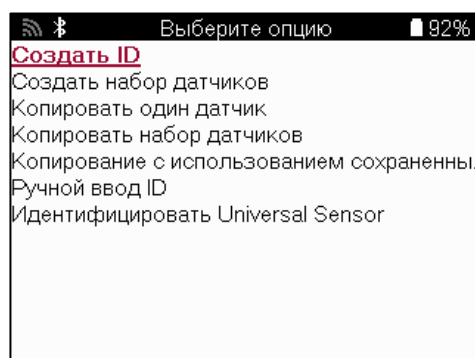 Выберите опцию 92%
Создать ID
Создать набор датчиков
Копировать один датчик
Копировать набор датчиков
Копирование с использованием сохраненны.
Ручной ввод ID
Идентифицировать Universal Sensor